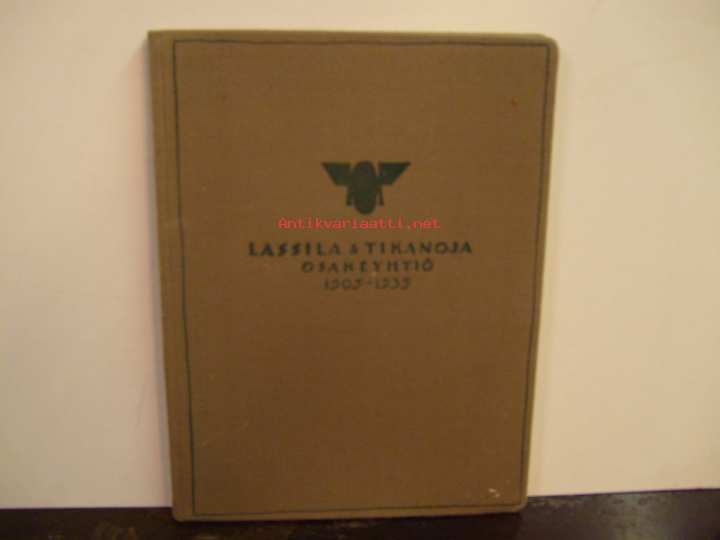 Antikvariaatti.net
LASSILA & TIKANOJA
OSAKEYHTIÖ
1905-1935